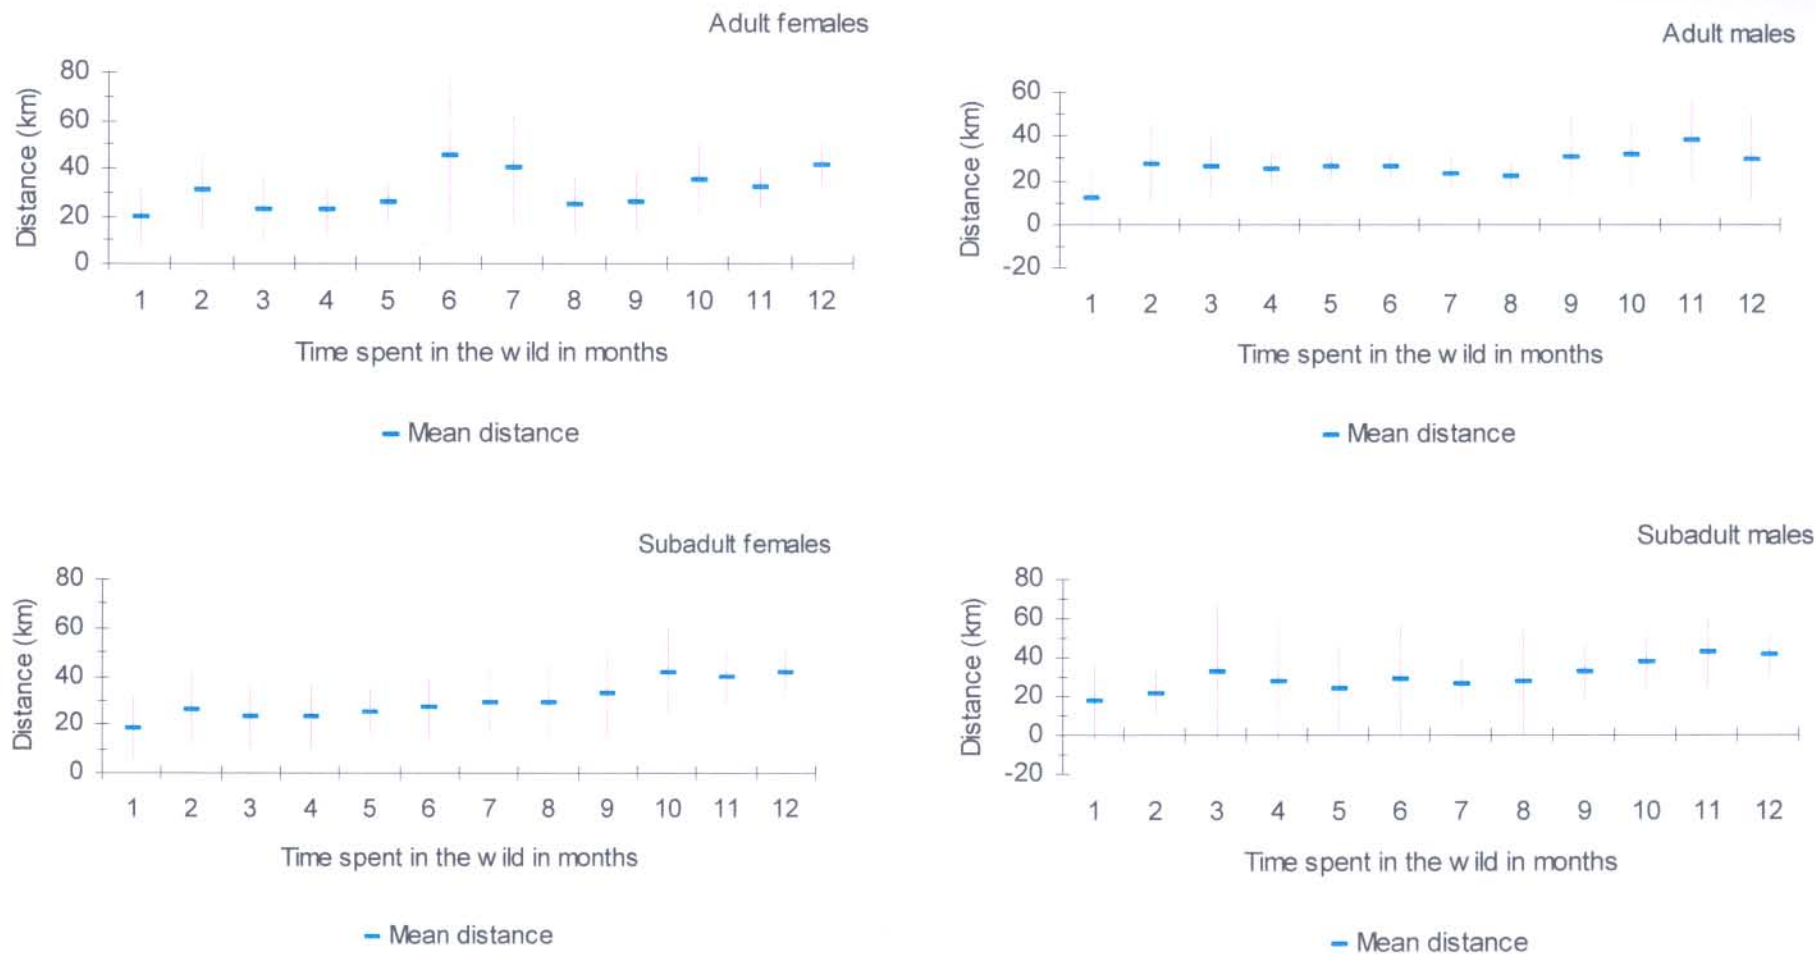 Adult females
80
60
40
20
0
Distance (km)
1 2 3 4 5 6 7 8 9 10 11 12
Time spent in the wild in months
Mean distance
Adult males
60
40
20
0
-20
Distance (km)
1 2 3 4 5 6 7 8 9 10 11 12
Time spent in the wild in months
Mean distance
Subadult females
80
60
40
20
0
Distance (km)
1 2 3 4 5 6 7 8 9 10 11 12
Time spent in the wild in months
Mean distance
Subadult males
80
60
40
20
0
-20
Distance (km)
1 2 3 4 5 6 7 8 9 10 11 12
Time spent in the wild in months
Mean distance